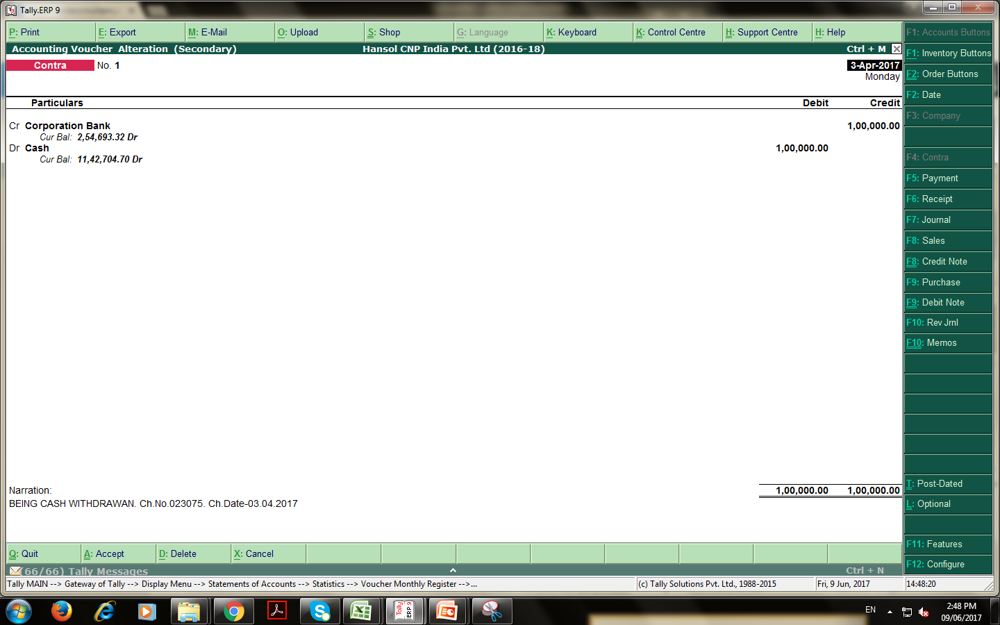 Tally.ERP 9
P: Print E: Export M: E-Mail O: Upload S: Shop G: Language K: Keyboard K: Control Centre H: Support Centre H: Help
Accounting Voucher Alteration (Secondary) Hansol CNP India Pvt. Ltd (2016-18) Ctrl + M
Contra No. 1 3-Apr-2017
Monday
Particulars Debit Credit
Cr Corporation Bank 1,00,000.00
Cur Bal: 2,54,693.32 Dr
Dr Cash 1,00,000.00
Cur Bal: 11,42,704.70 Dr
Narration: 1,00,000.00 1,00,000.00
BEING CASH WITHDRAWAN. Ch.No.023075. Ch.Date-03.04.2017
Q: Quit A: Accept D: Delete X: Cancel
(66/66) Tally Messages Ctrl + N
Tally MAIN --> Gateway of Tally --> Display Menu --> Statements of Accounts --> Statistics --> Voucher Monthly Register -->... (c) Tally Solutions Pvt. Ltd., 1988-2015 Fri, 9 Jun, 2017 14:48:20
F1: Accounts Buttons
F1: Inventory Buttons
F2: Order Buttons
F2: Date
F3: Company
F4: Contra
F5: Payment
F6: Receipt
F7: Journal
F8: Sales
F8: Credit Note
F9: Purchase
F9: Debit Note
F10: Rev Jrnl
F10: Memos
T: Post-Dated
L: Optional
F11: Features
F12: Configure
Tally ERP 9
EN 2:48 PM
09/06/2017